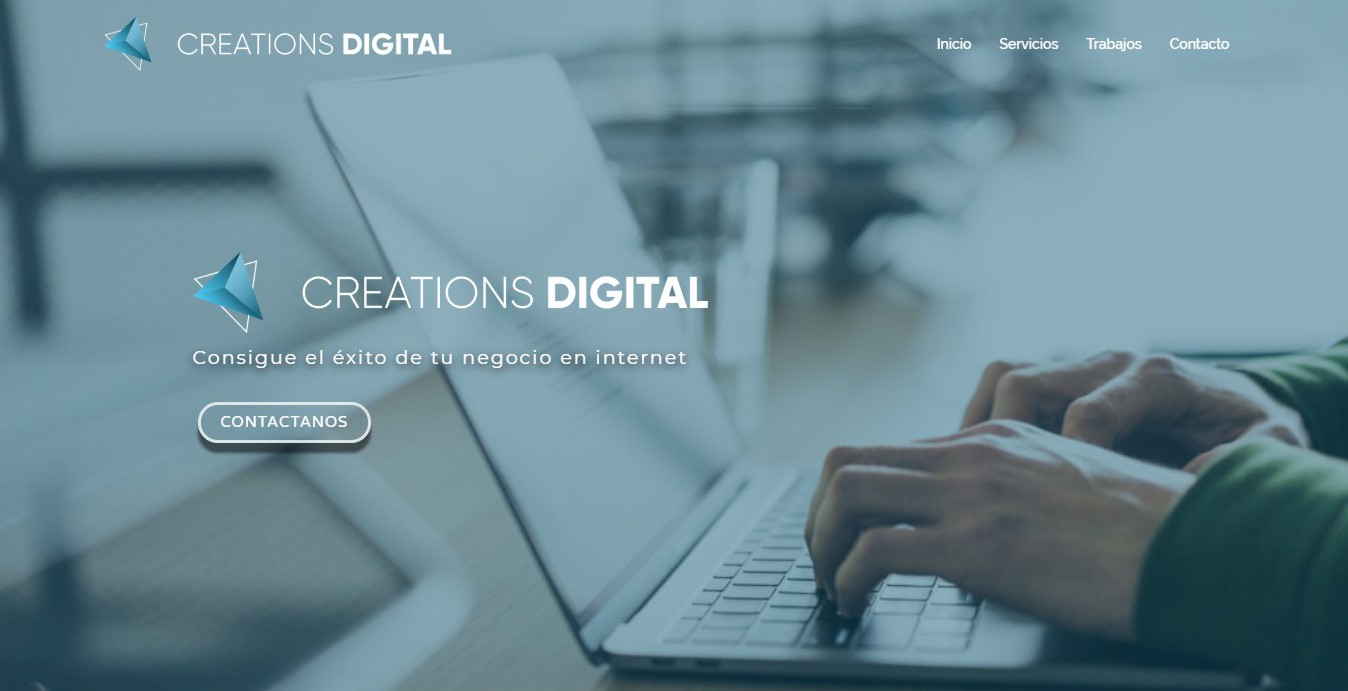 CREATIONS DIGITAL
Inicio Servicios Trabajos Contacto
CREATIONS DIGITAL
Consigue el éxito de tu negocio en internet
CONTACTANOS